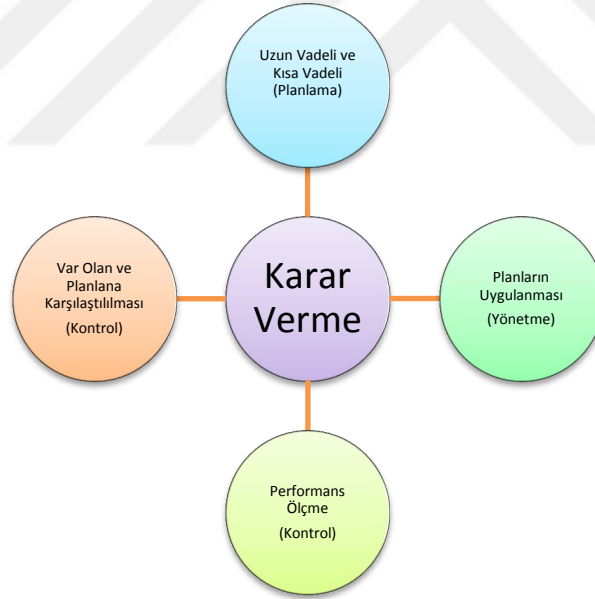 Uzun Vadeli ve
Kısa Vadeli
(Planlama)
Var Olan ve
Planlana
Karşılaştılılması
(Kontrol)
Karar
Verme
Planların
Uygulanması
(Yönetme)
Performans
Ölçme
(Kontrol)